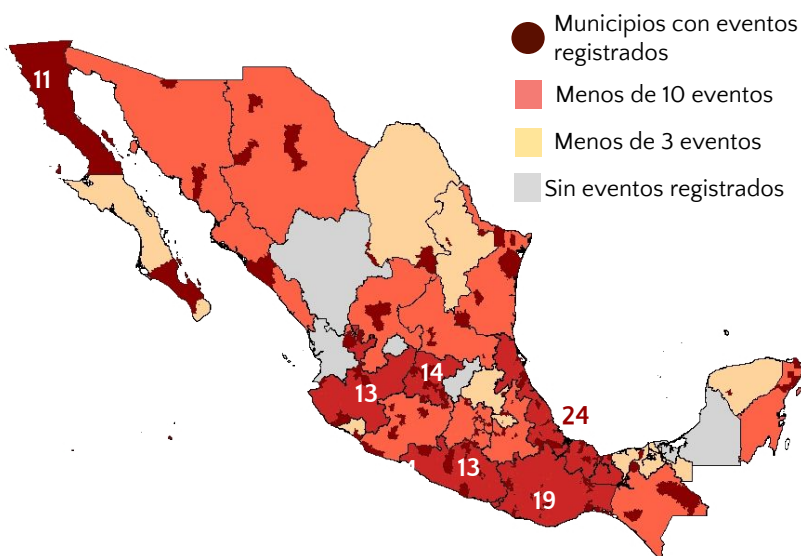 Municipios con eventos
registrados
Menos de 10 eventos
Menos de 3 eventos
Sin eventos registrados
11
14
13
24
13
19